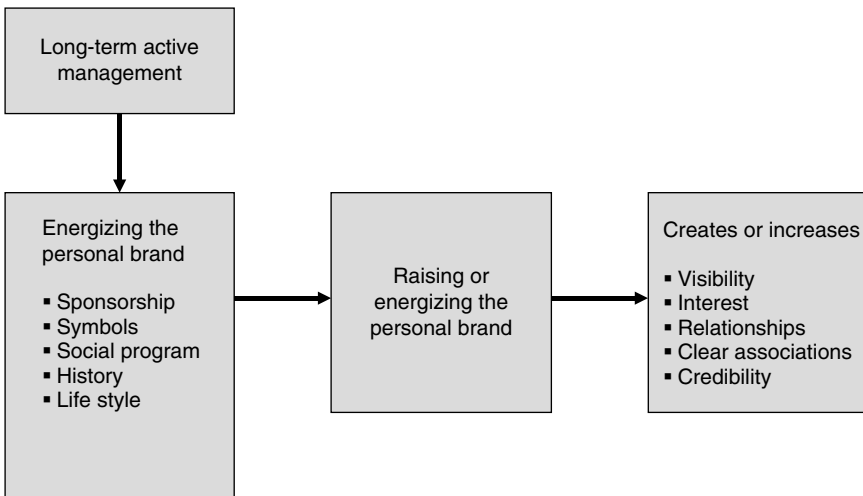 Long-term active
management
Energizing the
personal brand
▪ Sponsorship
▪ Symbols
▪ Social program
▪ History
▪ Life style
Raising or
energizing the
personal brand
Creates or increases
▪ Visibility
▪ Interest
▪ Relationships
▪ Clear associations
▪ Credibility